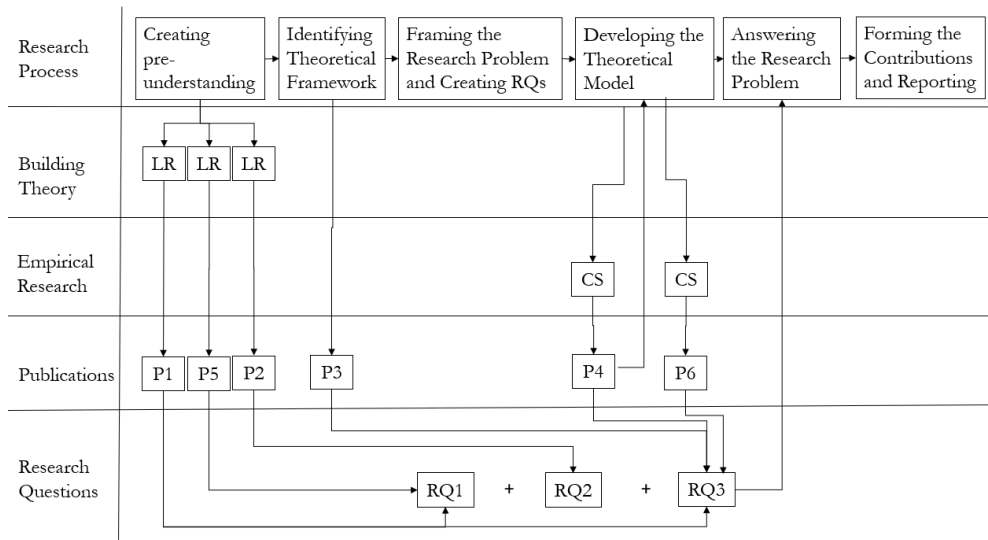 Research
Process
Creating
pre-
understanding
Identifying
Theoretical
Framework
Framing the
Research Problem
and Creating RQs
Developing the
Theoretical
Model
Answering
the Research
Problem
Forming the
Contributions
and Reporting
Building
Theory
LR
LR
LR
Empirical
Research
CS
CS
Publications
P1
P5
P2
P3
P4
P6
Research
Questions
RQ1
+
RQ2
+
RQ3